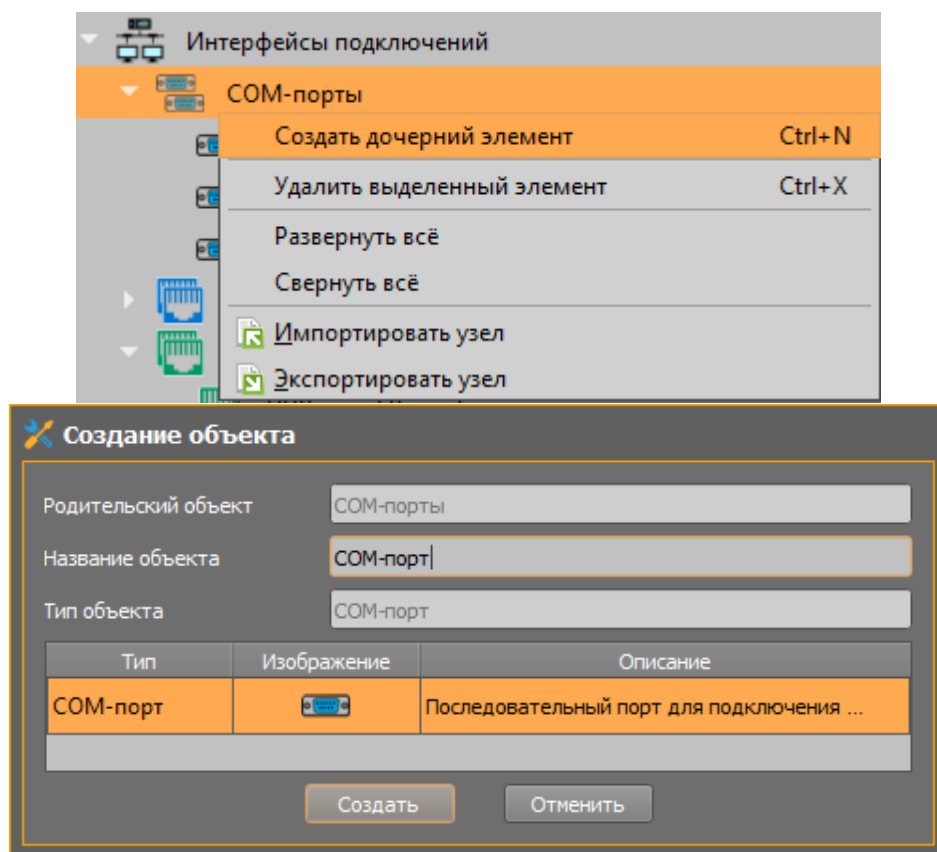 Интерфейсы подключений
COM-порты
Создать дочерний элемент Ctrl+N
Удалить выделенный элемент Ctrl+X
Развернуть всё
Свернуть всё
Импортировать узел
Экспортировать узел
Создание объекта
Родительский объект COM-порты
Название объекта COM-порт
Тип объекта COM-порт
Тип Изображение Описание
COM-порт Последовательный порт для подключения ...
Создать Отменить